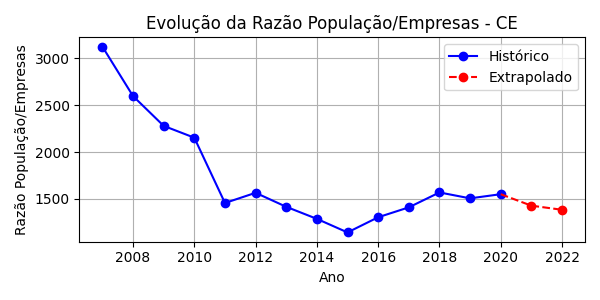 Evolução da Razão População/Empresas - CE
Razão População/Empresas
3000
2500
2000
1500
Histórico
Extrapolado
2008 2010 2012 2014 2016 2018 2020 2022
Ano